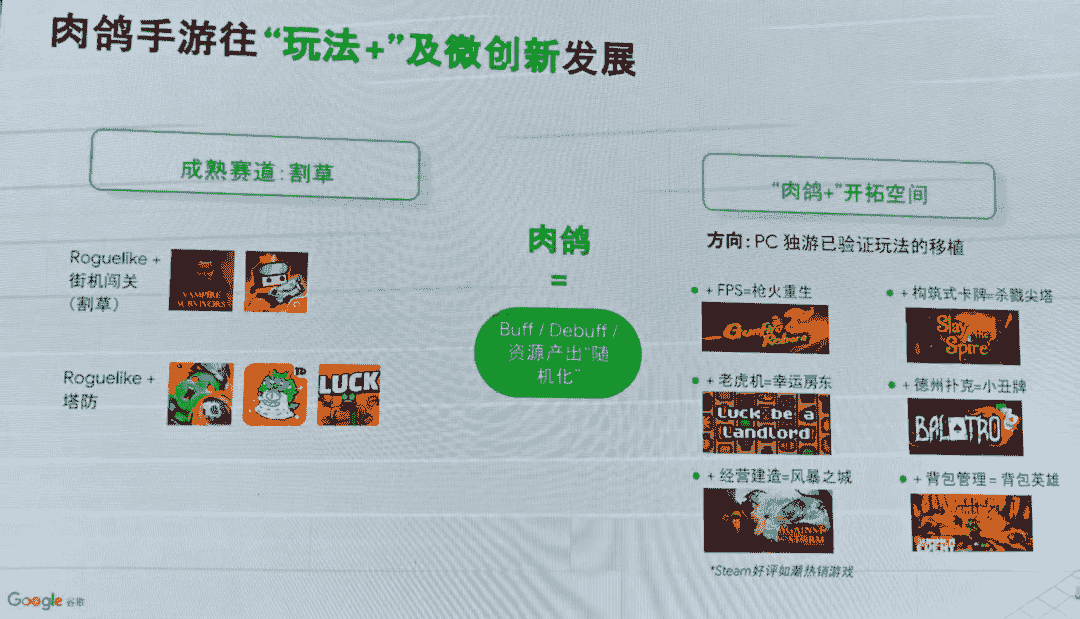 肉鸽手游往“玩法+”及微创新发展
成熟赛道:割草
Roguelike +
街机闯关
（割草）
VAMPIRE
SURVIVORS
Roguelike +
塔防
TD
LUCK
肉鸽
=
Buff / Debuff /
资源产出“随
机化”
“肉鸽+”开拓空间
方向: PC 独游已验证玩法的移植
+ FPS=枪火重生
Gunfire
Reborn
+ 构筑式卡牌=杀戮尖塔
Slay
the
Spire
+ 老虎机=幸运房东
Luck be a
Landlord
+ 德州扑克=小丑牌
BALATRO
+ 经营建造=风暴之城
AGAINST
STORM
+ 背包管理= 背包英雄
*Steam好评如潮热销游戏
Google 谷歌